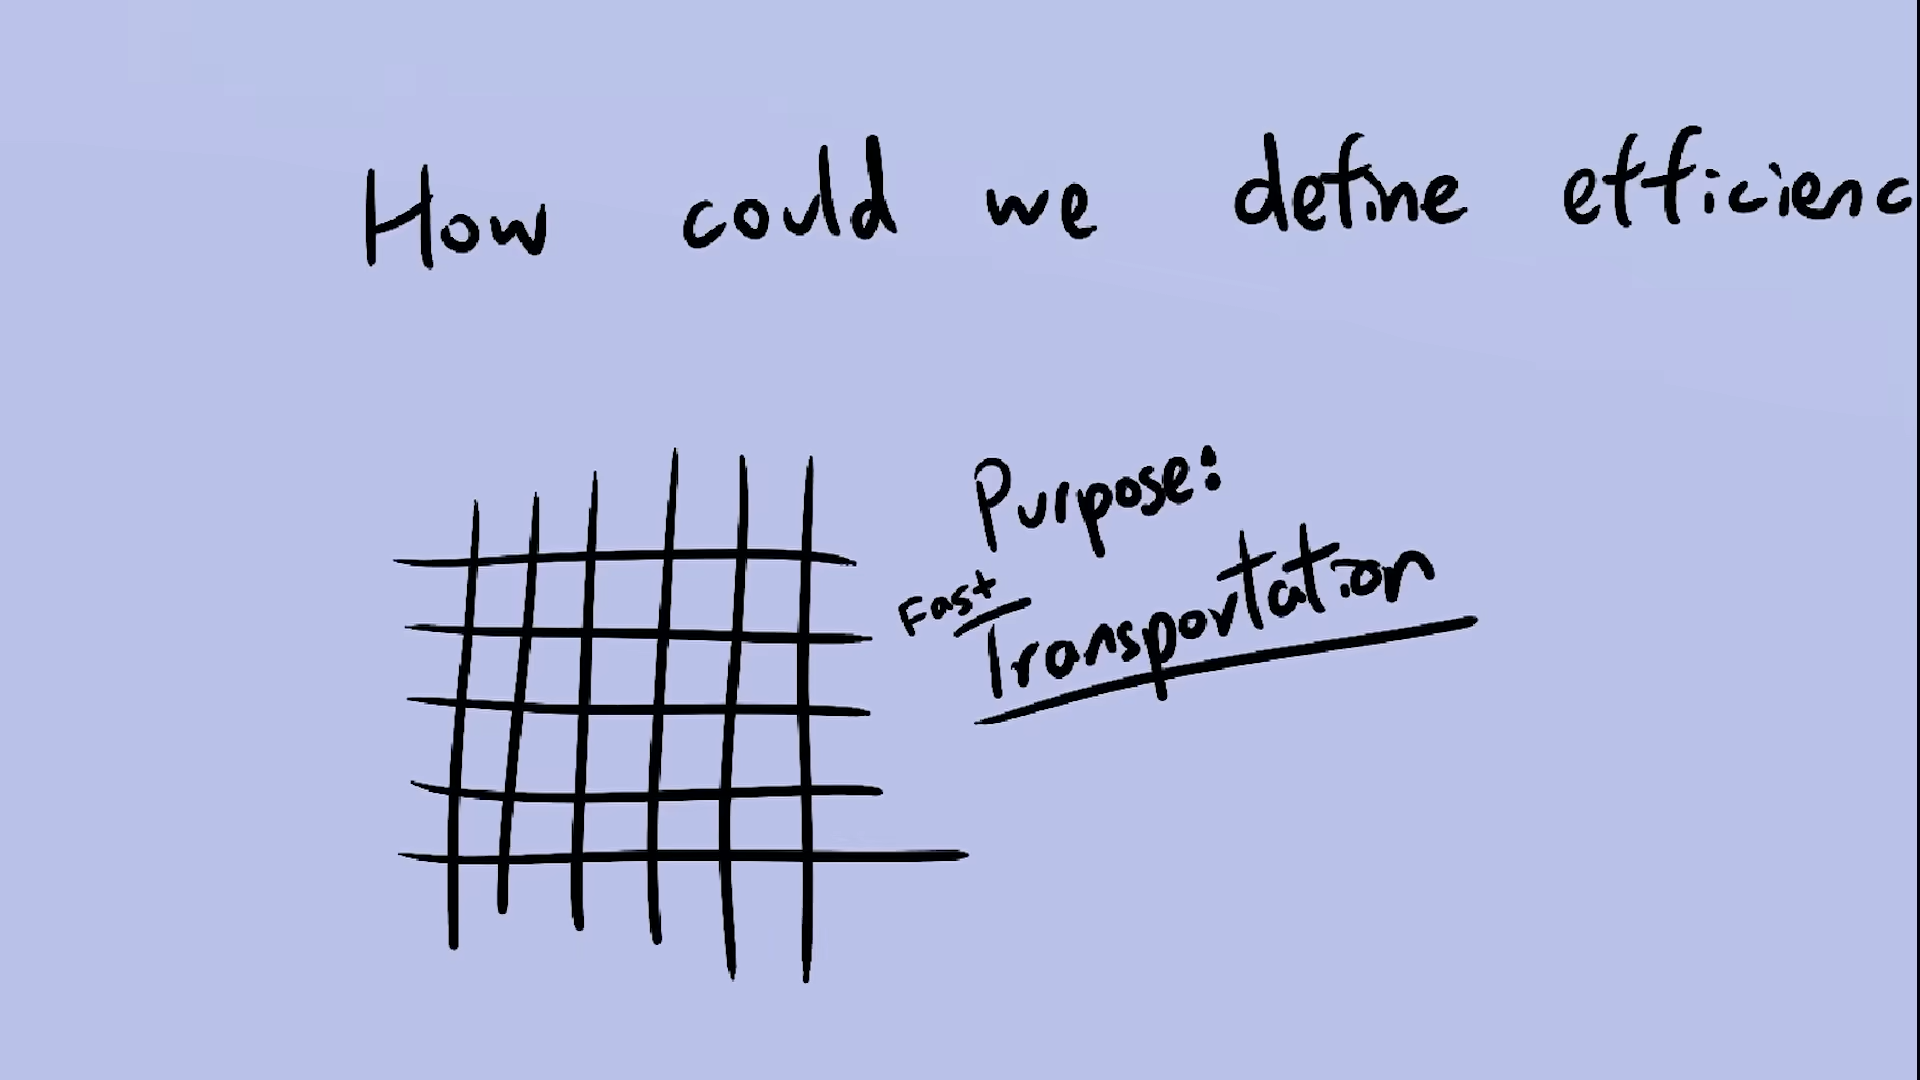 How could we define efficienc
Purpose:
Fast
Transportation